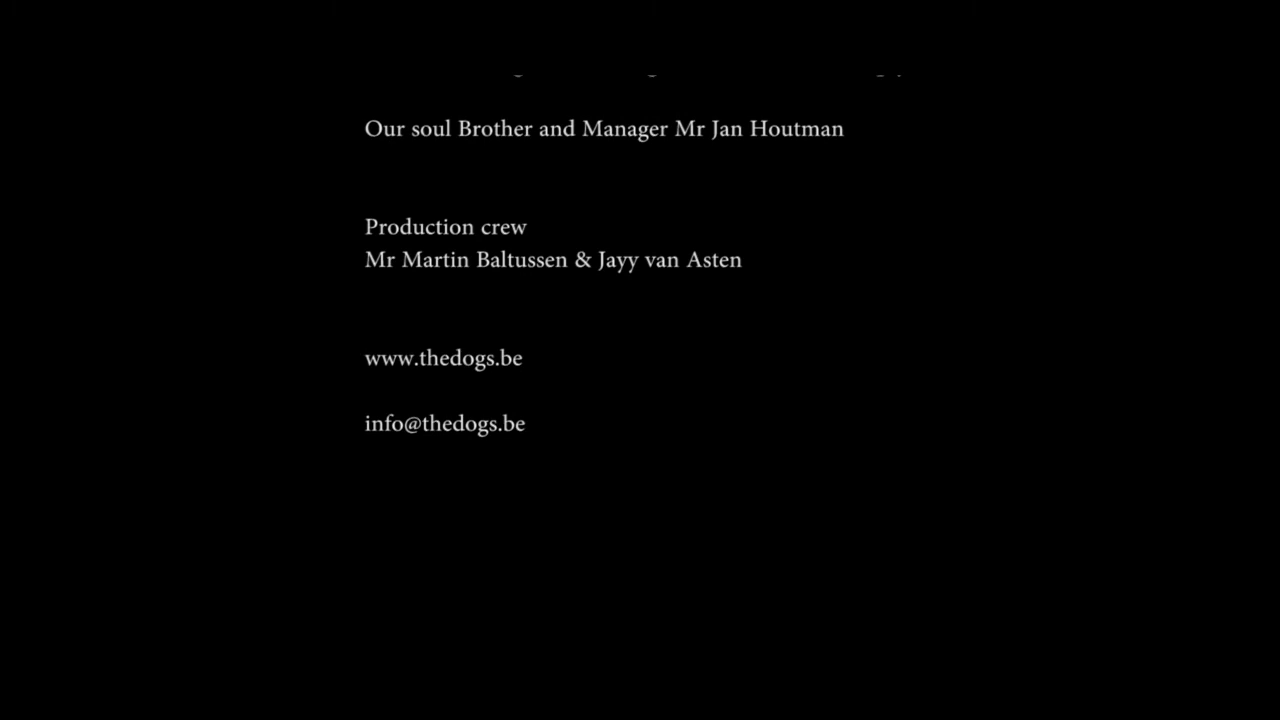 Our soul Brother and Manager Mr Jan Houtman
Production crew
Mr Martin Baltussen & Jayy van Asten
www.thedogs.be
info@thedogs.be